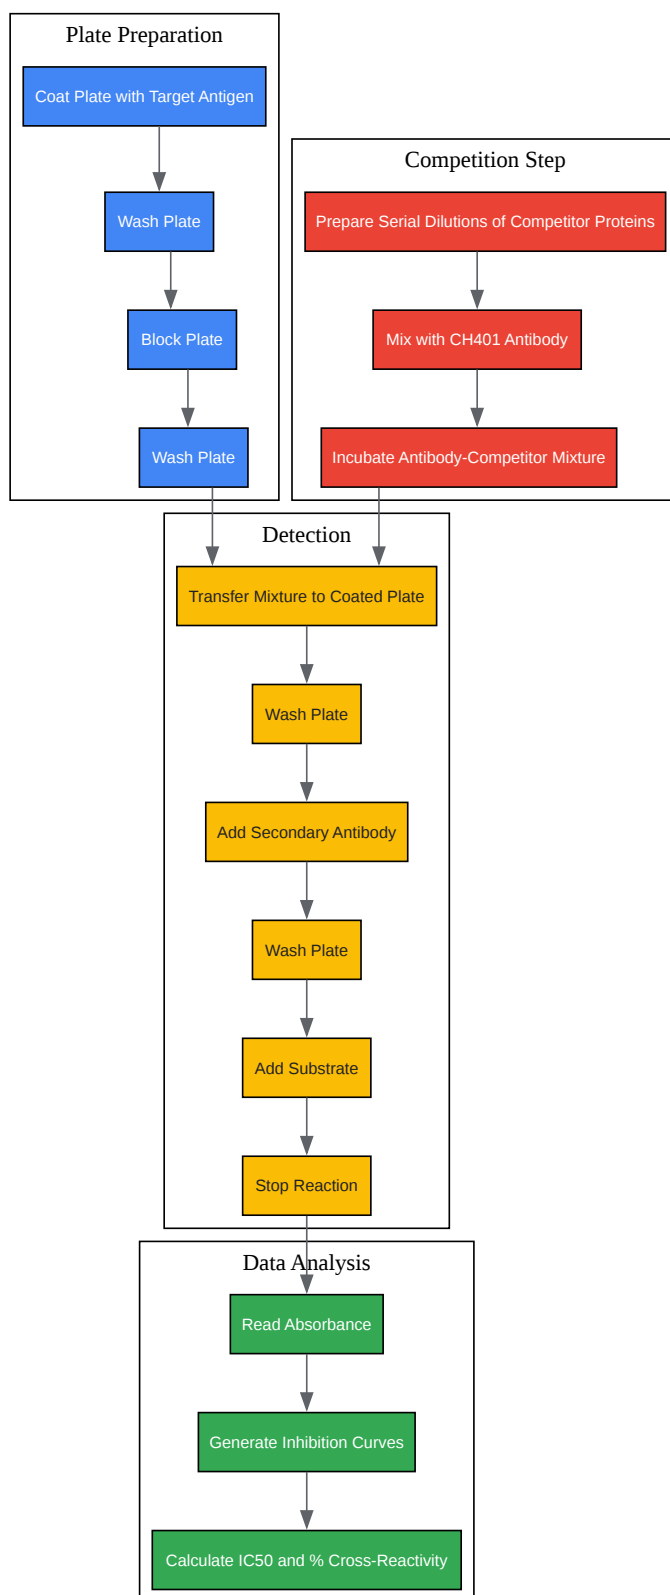 Plate Preparation
Coat Plate with Target Antigen
Wash Plate
Block Plate
Wash Plate
Competition Step
Prepare Serial Dilutions of Competitor Proteins
Mix with CH401 Antibody
Incubate Antibody-Competitor Mixture
Detection
Transfer Mixture to Coated Plate
Wash Plate
Add Secondary Antibody
Wash Plate
Add Substrate
Stop Reaction
Data Analysis
Read Absorbance
Generate Inhibition Curves
Calculate IC50 and % Cross-Reactivity